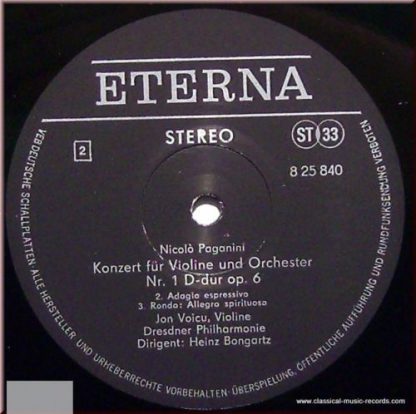 ETERNA
STEREO
ST 33
2
8 25 840
Nicolò Paganini
Konzert für Violine und Orchester
Nr. 1 D-dur op. 6
2. Adagio espressivo
3. Rondo: Allegro spirituoso
Jon Voicu, Violine
Dresdner Philharmonie
Dirigent: Heinz Bongartz
VEB DEUTSCHE SCHALLPLATTEN · ALLE HERSTELLER UND URHEBERRECHTE VORBEHALTEN · ÜBERSPIELUNG, ÖFFENTLICHE AUFFÜHRUNG UND RUNDFUNKSENDUNG VERBOTEN
www.classical-music-records.com